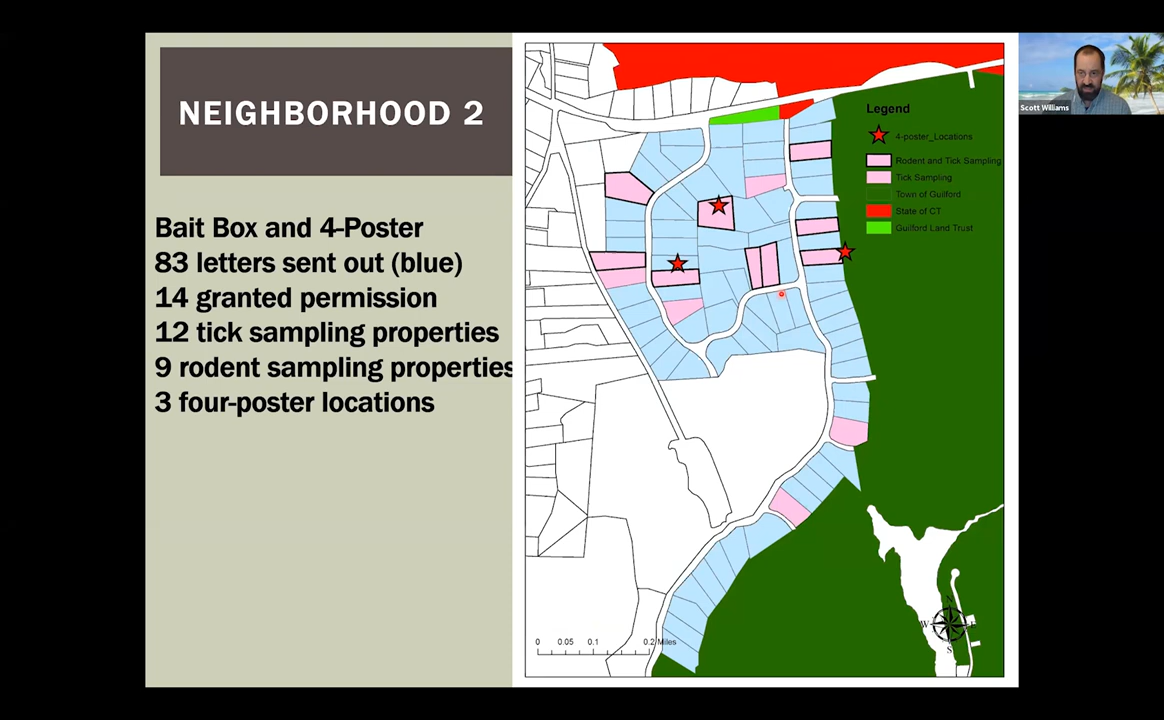 NEIGHBORHOOD 2
Bait Box and 4-Poster
83 letters sent out (blue)
14 granted permission
12 tick sampling properties
9 rodent sampling properties
3 four-poster locations
Legend
4-poster_Locations
Rodent and Tick Sampling
Tick Sampling
Town of Guilford
State of CT
Guilford Land Trust
0 0.05 0.1 0.2 Miles
N
W E
S
Scott Williams